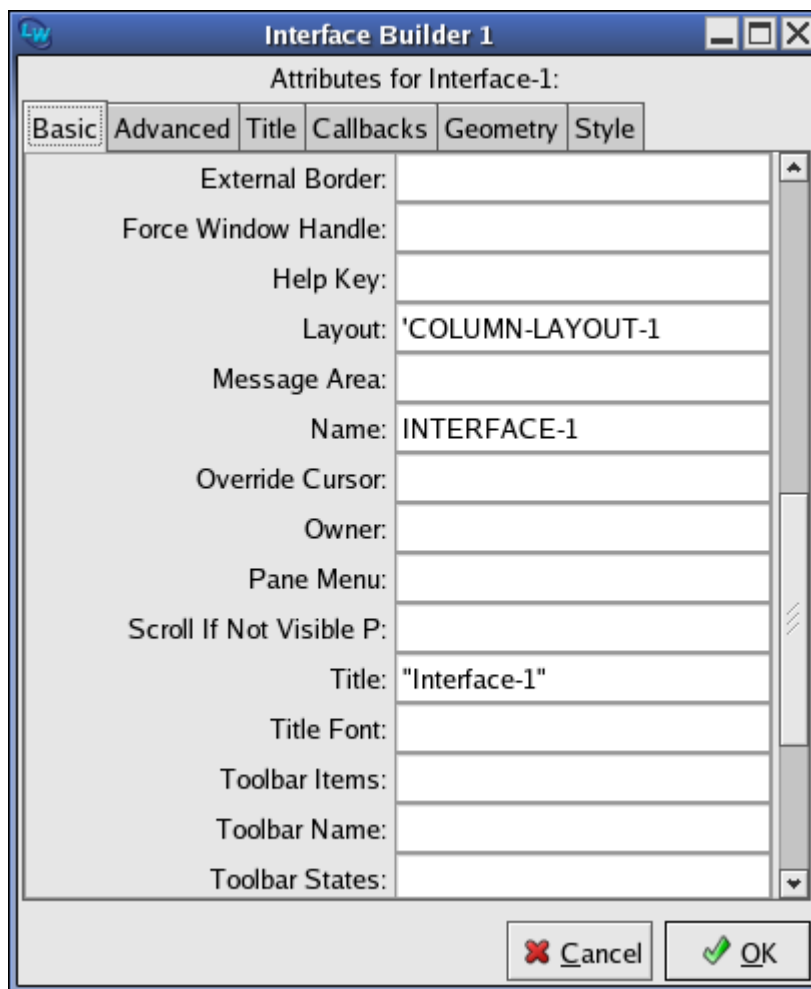 LW Interface Builder 1
Attributes for Interface-1:
Basic Advanced Title Callbacks Geometry Style
External Border:
Force Window Handle:
Help Key:
Layout: 'COLUMN-LAYOUT-1
Message Area:
Name: INTERFACE-1
Override Cursor:
Owner:
Pane Menu:
Scroll If Not Visible P:
Title: "Interface-1"
Title Font:
Toolbar Items:
Toolbar Name:
Toolbar States:
Cancel OK